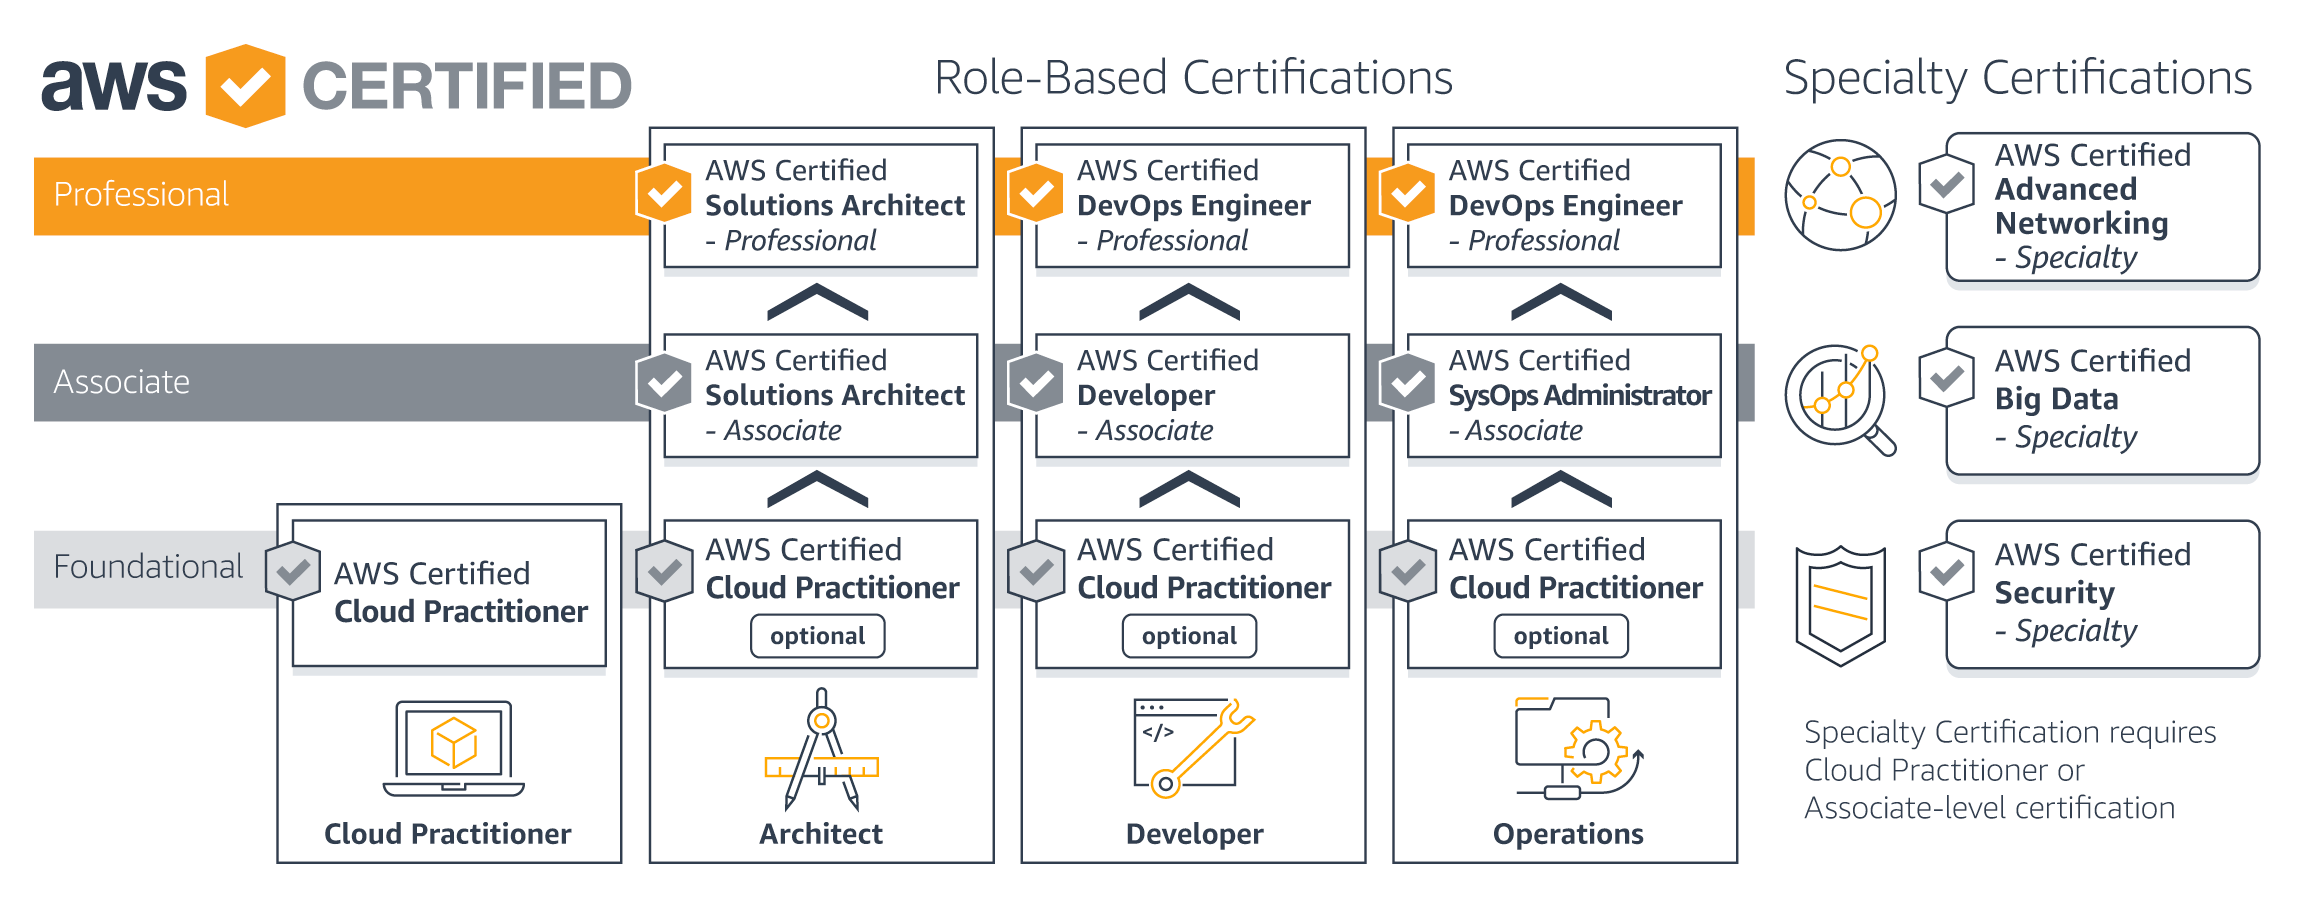 aws CERTIFIED
Role-Based Certifications
Specialty Certifications
Professional
AWS Certified
Solutions Architect
- Professional
AWS Certified
DevOps Engineer
- Professional
AWS Certified
DevOps Engineer
- Professional
AWS Certified
Advanced
Networking
- Specialty
Associate
AWS Certified
Solutions Architect
- Associate
AWS Certified
Developer
- Associate
AWS Certified
SysOps Administrator
- Associate
AWS Certified
Big Data
- Specialty
Foundational
AWS Certified
Cloud Practitioner
AWS Certified
Cloud Practitioner
optional
AWS Certified
Cloud Practitioner
optional
AWS Certified
Cloud Practitioner
optional
AWS Certified
Security
- Specialty
</>
Cloud Practitioner
Architect
Developer
Operations
Specialty Certification requires
Cloud Practitioner or
Associate-level certification